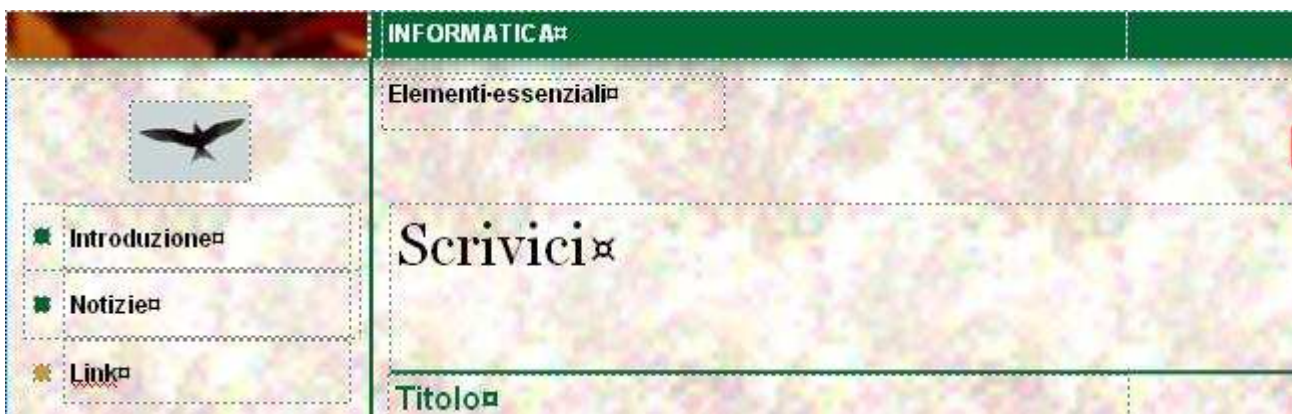 INFORMATICA¤
Elementi·essenziali¤
Introduzione¤
Notizie¤
Link¤
Scrivici¤
Titolo¤